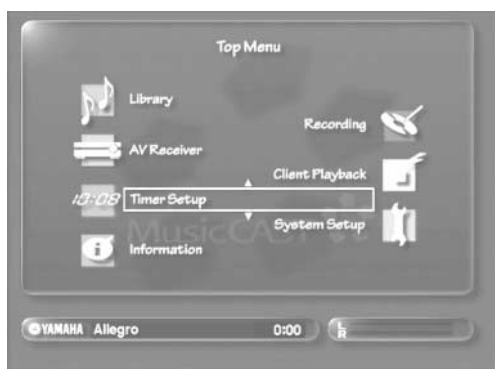 Top Menu
Library
Recording
AV Receiver
Client Playback
10:08
Timer Setup
System Setup
MusicCAST
Information
YAMAHA Allegro 0:00
L
R